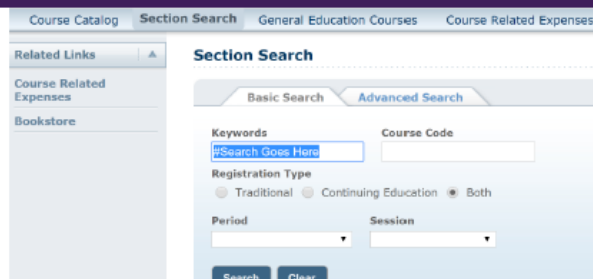 Course Catalog Section Search General Education Courses Course Related Expenses
Related Links
Section Search
Course Related
Expenses
Bookstore
Basic Search Advanced Search
Keywords Course Code
#Search Goes Here
Registration Type
Traditional Continuing Education Both
Period Session
Search Clear